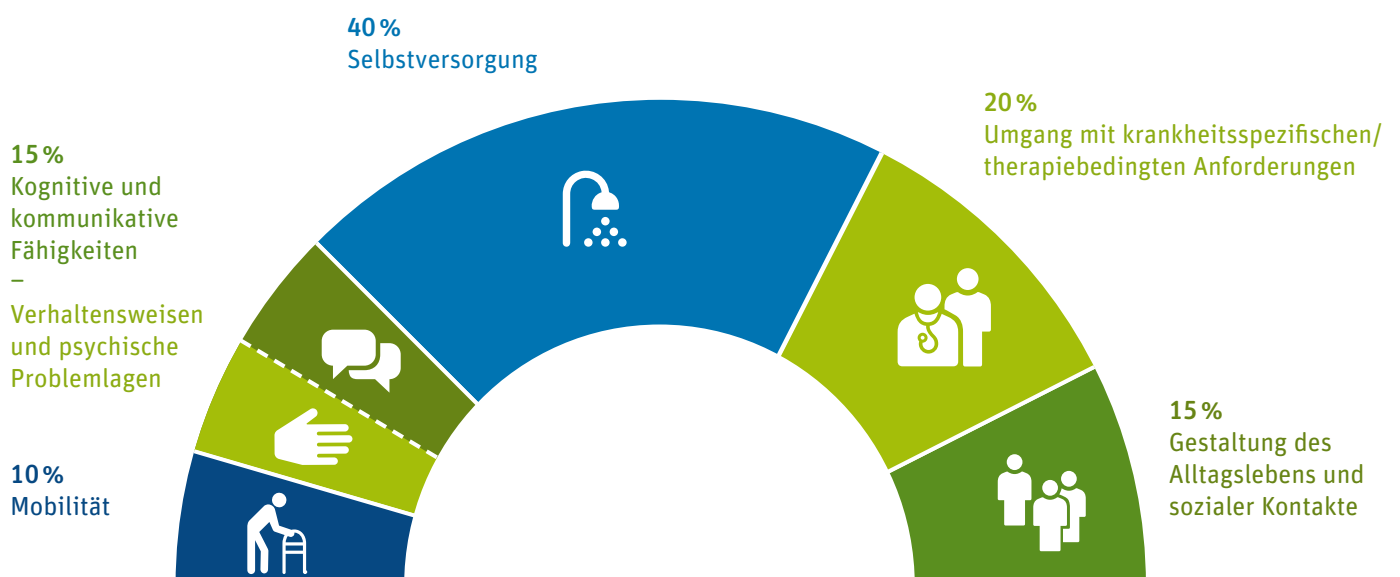 40 %
Selbstversorgung
20 %
Umgang mit krankheitsspezifischen/
therapiebedingten Anforderungen
15 %
Kognitive und
kommunikative
Fähigkeiten
–
Verhaltensweisen
und psychische
Problemlagen
15 %
Gestaltung des
Alltagslebens und
sozialer Kontakte
10 %
Mobilität